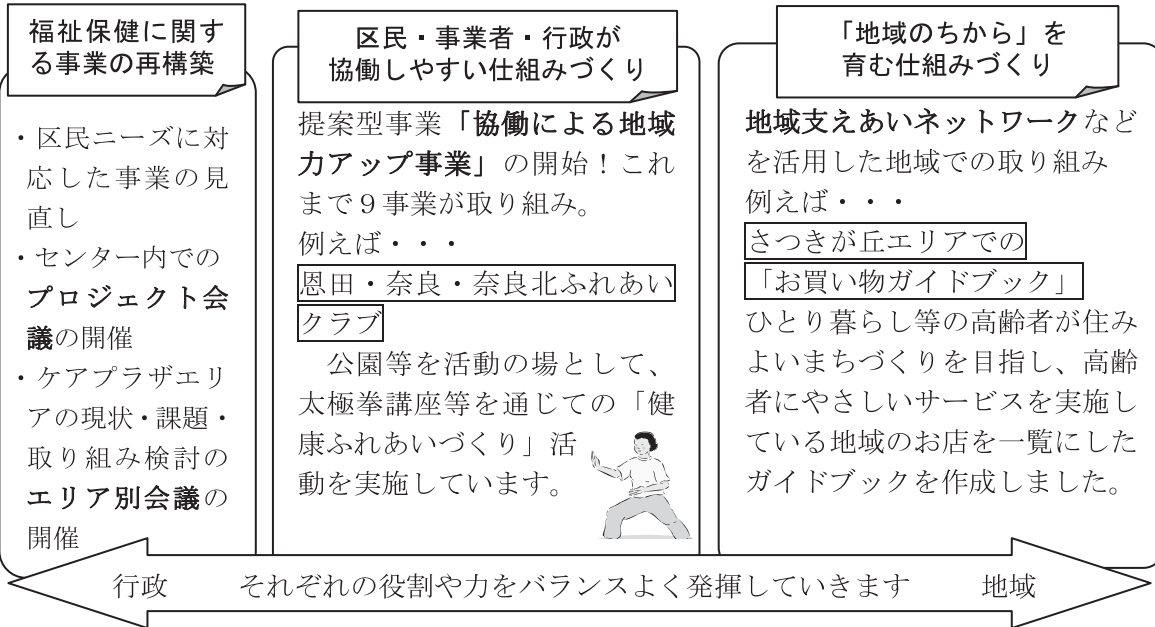 福祉保健に関す
る事業の再構築
・区民ニーズに対
応した事業の見
直し
・センター内での
プロジェクト会
議の開催
・ケアプラザエリ
アの現状・課題・
取り組み検討の
エリア別会議の
開催
区民・事業者・行政が
協働しやすい仕組みづくり
提案型事業「協働による地域
力アップ事業」の開始！これ
まで９事業が取り組み。
例えば・・・
恩田・奈良・奈良北ふれあい
クラブ
公園等を活動の場として、
太極拳講座等を通じての「健
康ふれあいづくり」活
動を実施しています。
「地域のちから」を
育む仕組みづくり
地域支えあいネットワークなど
を活用した地域での取り組み
例えば・・・
さつきが丘エリアでの
「お買い物ガイドブック」
ひとり暮らし等の高齢者が住み
よいまちづくりを目指し、高齢
者にやさしいサービスを実施し
ている地域のお店を一覧にした
ガイドブックを作成しました。
行政 それぞれの役割や力をバランスよく発揮していきます 地域